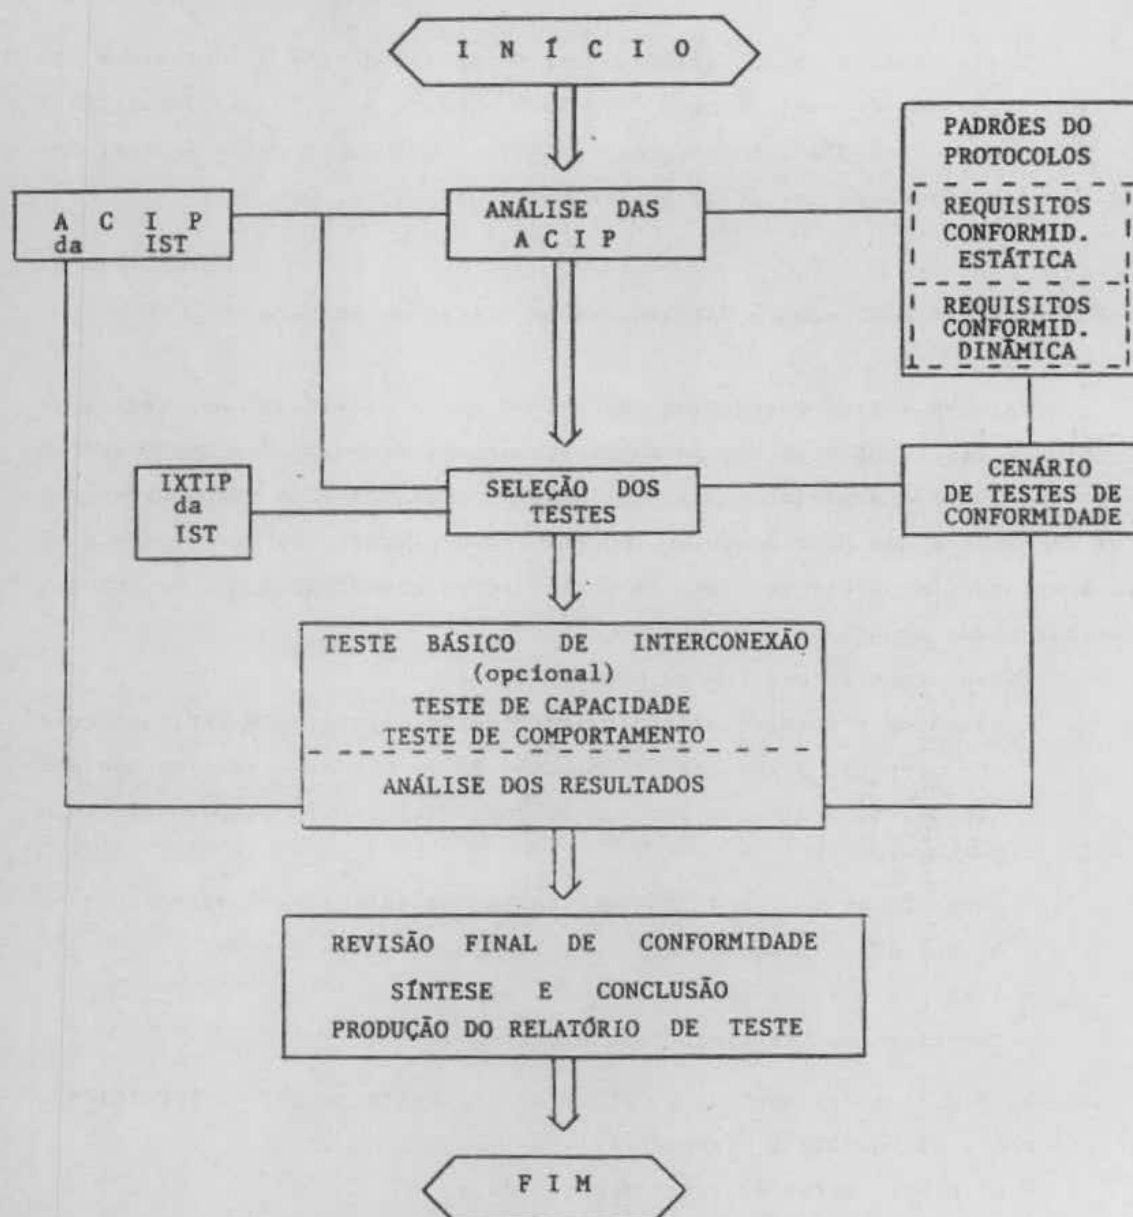 I N Í C I O
PADRÕES DO
PROTOCOLOS
REQUISITOS
CONFORMID.
ESTÁTICA
REQUISITOS
CONFORMID.
DINÂMICA
A C I P
da IST
ANÁLISE DAS
A C I P
IXTIP
da
IST
SELEÇÃO DOS
TESTES
CENÁRIO
DE TESTES DE
CONFORMIDADE
TESTE BÁSICO DE INTERCONEXÃO
(opcional)
TESTE DE CAPACIDADE
TESTE DE COMPORTAMENTO
ANÁLISE DOS RESULTADOS
REVISÃO FINAL DE CONFORMIDADE
SÍNTESE E CONCLUSÃO
PRODUÇÃO DO RELATÓRIO DE TESTE
F I M